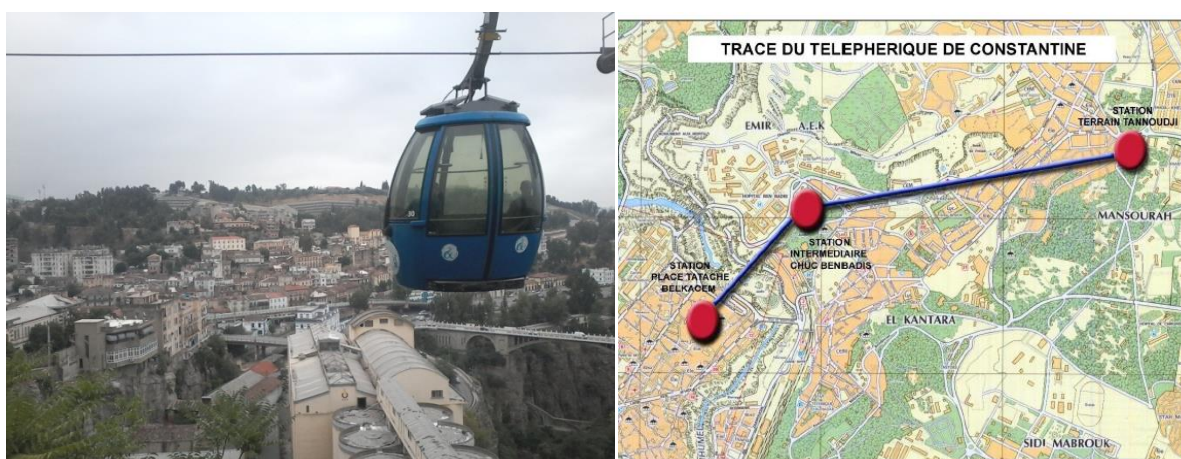 30
TRACE DU TELEPHERIQUE DE CONSTANTINE
STATION
TERRAIN TANNOUDJI
EMIR A.E.K
MANSOURAH
STATION
INTERMEDIAIRE
CHUC BENBADIS
STATION
PLACE TATACHE
BELKACEM
EL KANTARA
SIDI MABROUK